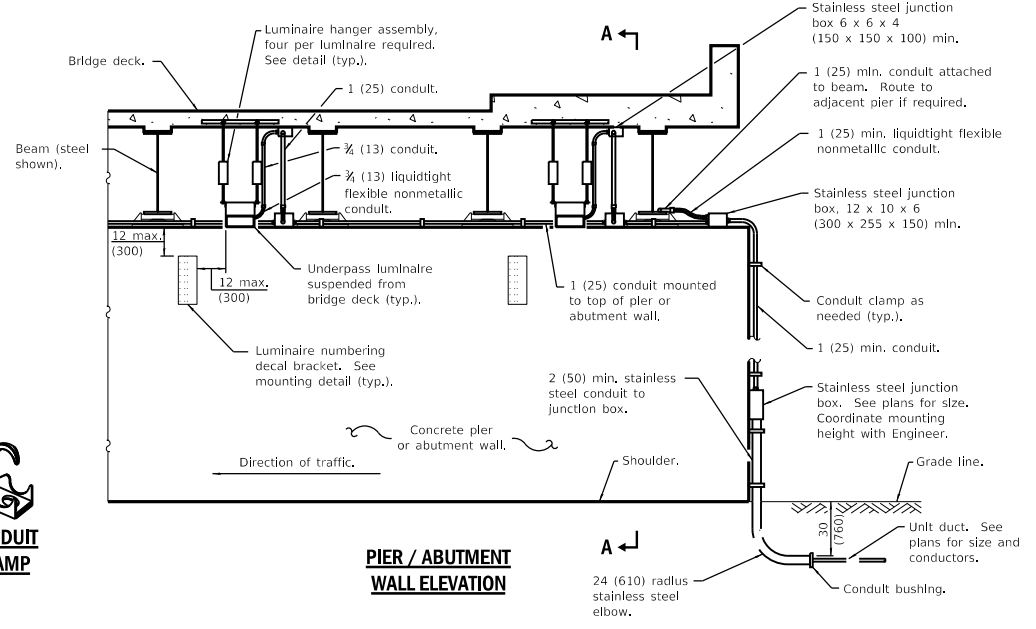 Luminaire hanger assembly,
four per luminaire required.
See detail (typ.).
Bridge deck.
1 (25) conduit.
Beam (steel
shown).
¾ (13) conduit.
¾ (13) liquidtight
flexible nonmetallic
conduit.
A
Stainless steel junction
box 6 x 6 x 4
(150 x 150 x 100) min.
1 (25) min. conduit attached
to beam. Route to
adjacent pier if required.
1 (25) min. liquidtight flexible
nonmetallic conduit.
Stainless steel junction
box, 12 x 10 x 6
(300 x 255 x 150) min.
12 max.
(300)
12 max.
(300)
Underpass luminaire
suspended from
bridge deck (typ.).
1 (25) conduit mounted
to top of pier or
abutment wall.
Conduit clamp as
needed (typ.).
1 (25) min. conduit.
Luminaire numbering
decal bracket. See
mounting detail (typ.).
2 (50) min. stainless
steel conduit to
junction box.
Stainless steel junction
box. See plans for size.
Coordinate mounting
height with Engineer.
Concrete pier
or abutment wall.
Direction of traffic.
Shoulder.
Grade line.
30
(760)
Unit duct. See
plans for size and
conductors.
Conduit bushing.
24 (610) radius
stainless steel
elbow.
A
PIER / ABUTMENT
WALL ELEVATION
DUIT
AMP